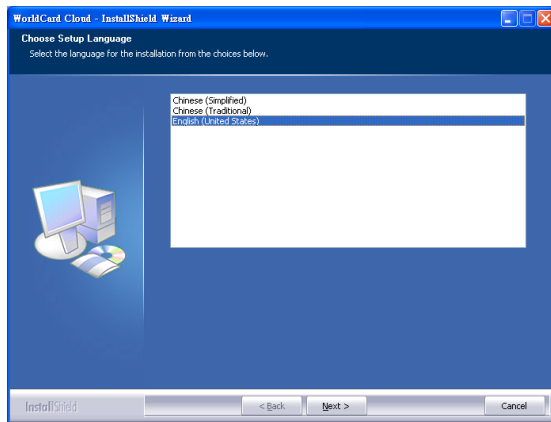 WorldCard Cloud - InstallShield Wizard
Choose Setup Language
Select the language for the installation from the choices below.
Chinese (Simplified)
Chinese (Traditional)
English (United States)
InstallShield
< Back
Next >
Cancel